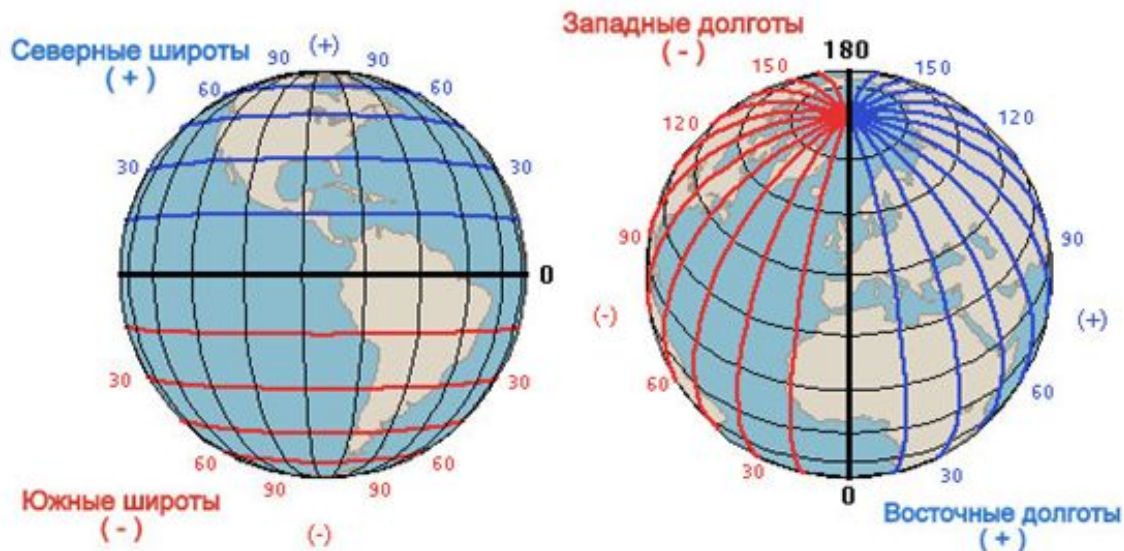 Северные широты
( + )
90 (+) 90
60 60
30 30
0
30 30
60 60
90 90
Южные широты
( - )
(-)
Западные долготы
( - )
180
150 150
120 120
90 90
(-) (+)
60 60
30 30
0
Восточные долготы
( + )